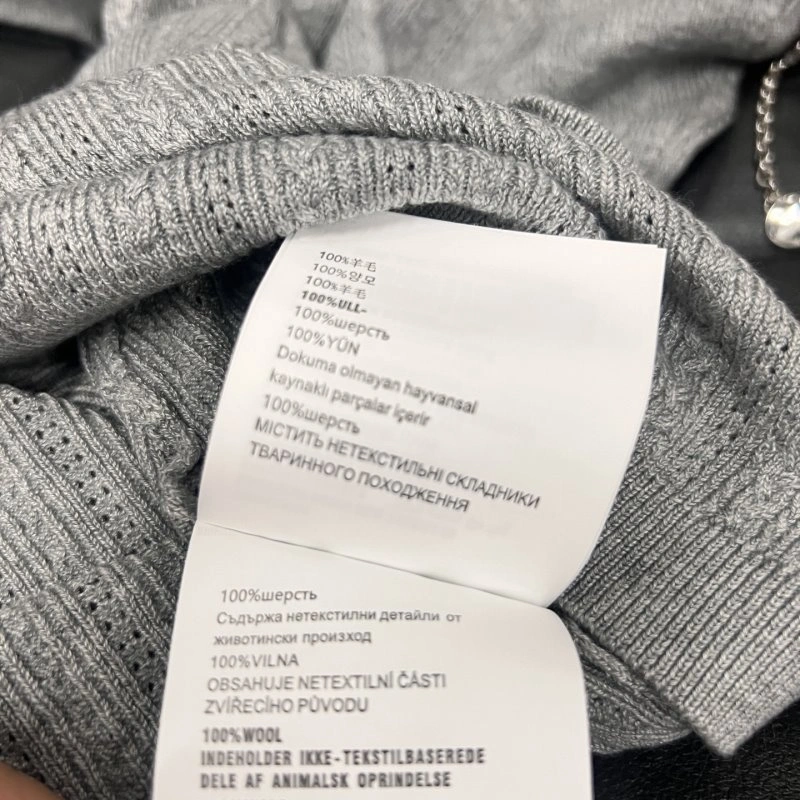 100%羊毛
100%양모
100%羊毛
100%ULL-
100%шерсть
100%YŪN
Dokuma olmayan hayvansal
kaynaklı parçalar içerir
100%шерсть
МІСТИТЬ НЕТЕКСТИЛЬНІ СКЛАДНИКИ
ТВАРИННОГО ПОХОДЖЕННЯ
100%шерсть
Съдържа нетекстилни детайли от
животински произход
100%VILNA
OBSAHUJE NETEXTILNÍ ČÁSTI
ZVÍŘECÍHO PŮVODU
100%WOOL
INDEHOLDER IKKE-TEKSTILBASEREDE
DELE AF ANIMALSK OPRINDELSE